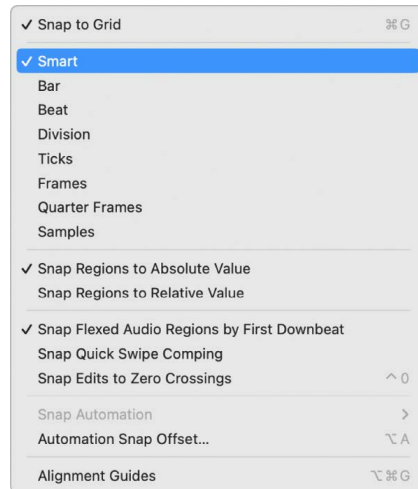 ✓ Snap to Grid ⌘G
✓ Smart
Bar
Beat
Division
Ticks
Frames
Quarter Frames
Samples
✓ Snap Regions to Absolute Value
Snap Regions to Relative Value
✓ Snap Flexed Audio Regions by First Downbeat
Snap Quick Swipe Comping
Snap Edits to Zero Crossings ^0
Snap Automation >
Automation Snap Offset... ⌥A
Alignment Guides ⌥⌘G